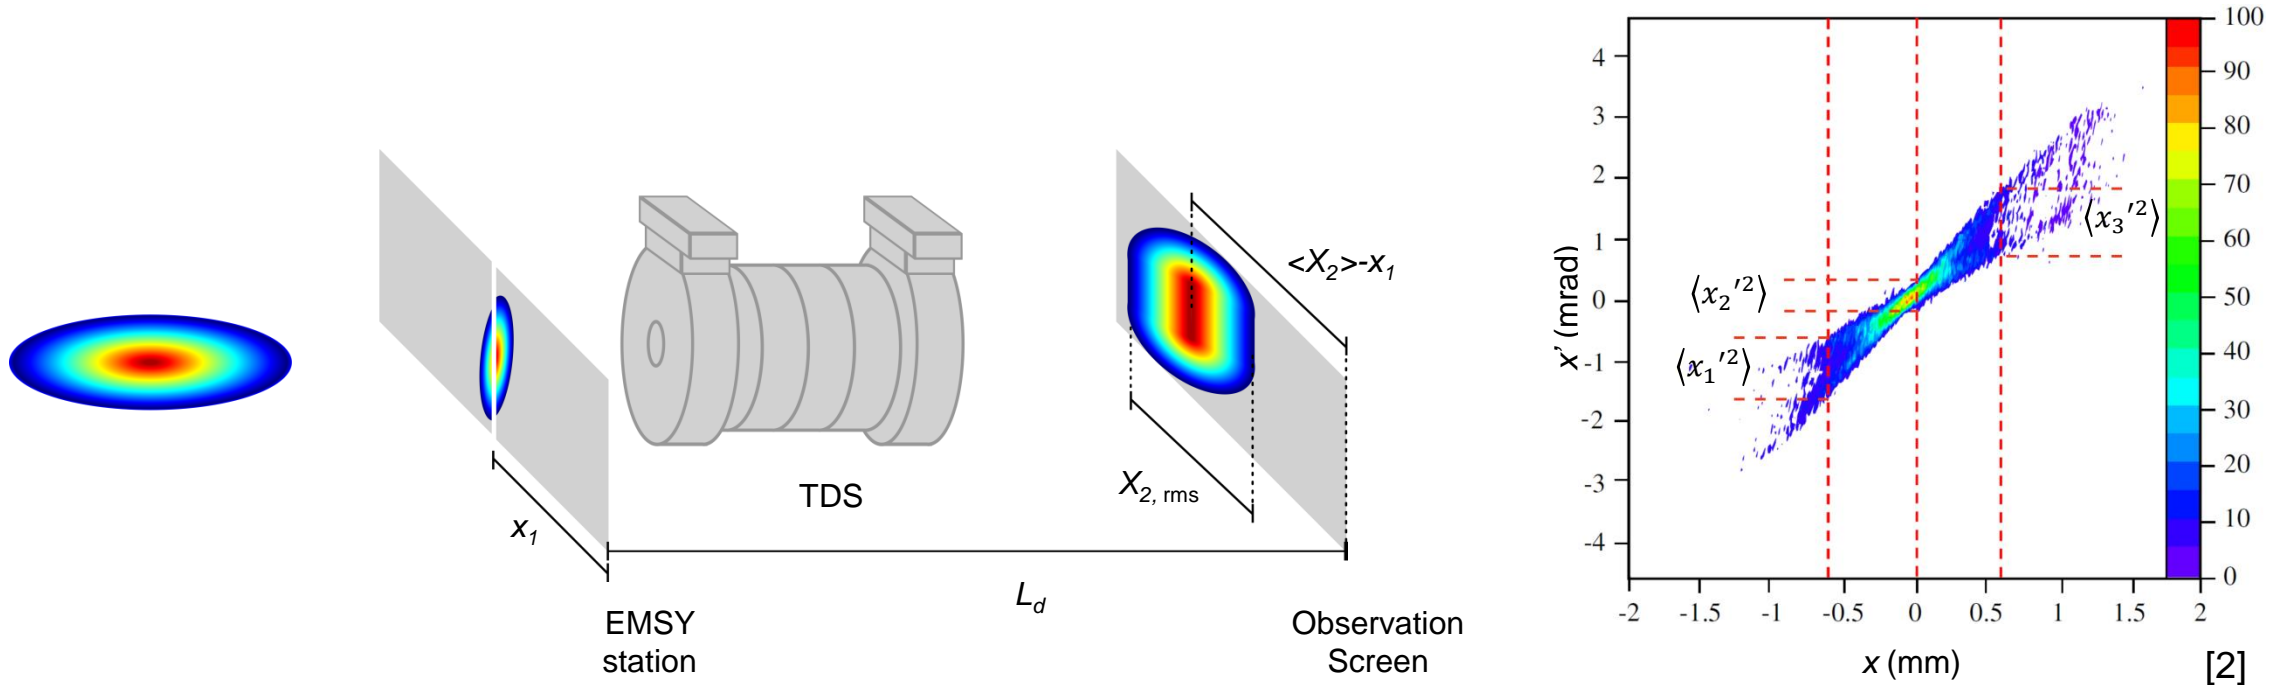 x₁
EMSY
station
TDS
L_d
X₂, rms
<X₂>-x₁
Observation
Screen
x' (mrad)
4
3
2
1
0
-1
-2
-3
-4
⟨x₁′²⟩
⟨x₂′²⟩
⟨x₃′²⟩
-2
-1.5
-1
-0.5
0
0.5
1
1.5
2
x (mm)
100
90
80
70
60
50
40
30
20
10
0
[2]